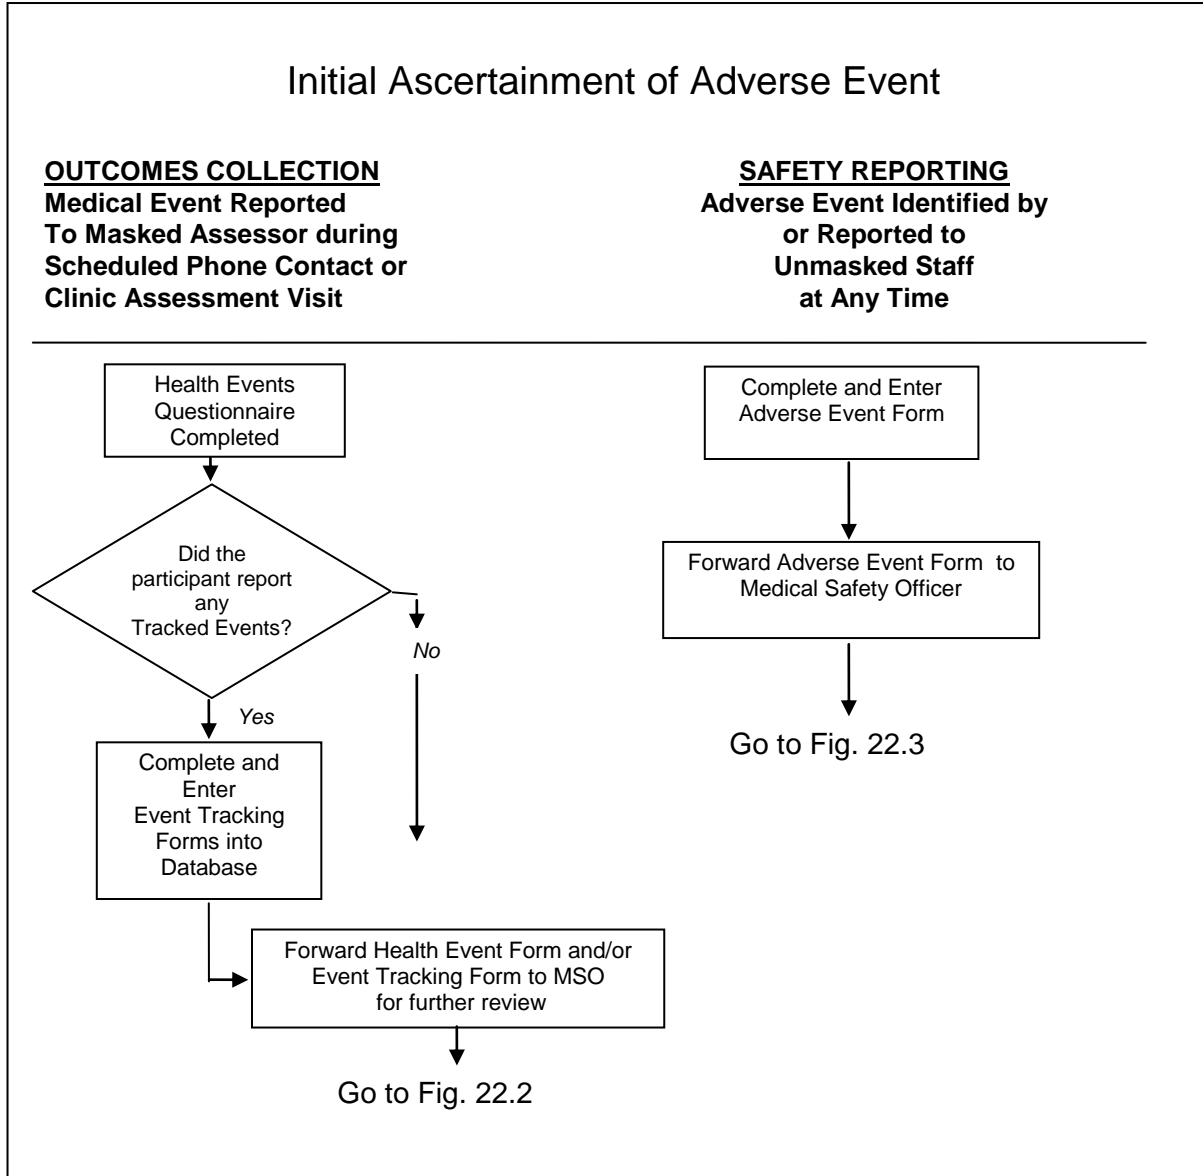 Initial Ascertainment of Adverse Event
OUTCOMES COLLECTION
Medical Event Reported
To Masked Assessor during
Scheduled Phone Contact or
Clinic Assessment Visit
SAFETY REPORTING
Adverse Event Identified by
or Reported to
Unmasked Staff
at Any Time
Health Events
Questionnaire
Completed
Did the
participant report
any
Tracked Events?
No
Yes
Complete and
Enter
Event Tracking
Forms into
Database
Forward Health Event Form and/or
Event Tracking Form to MSO
for further review
Go to Fig. 22.2
Complete and Enter
Adverse Event Form
Forward Adverse Event Form to
Medical Safety Officer
Go to Fig. 22.3